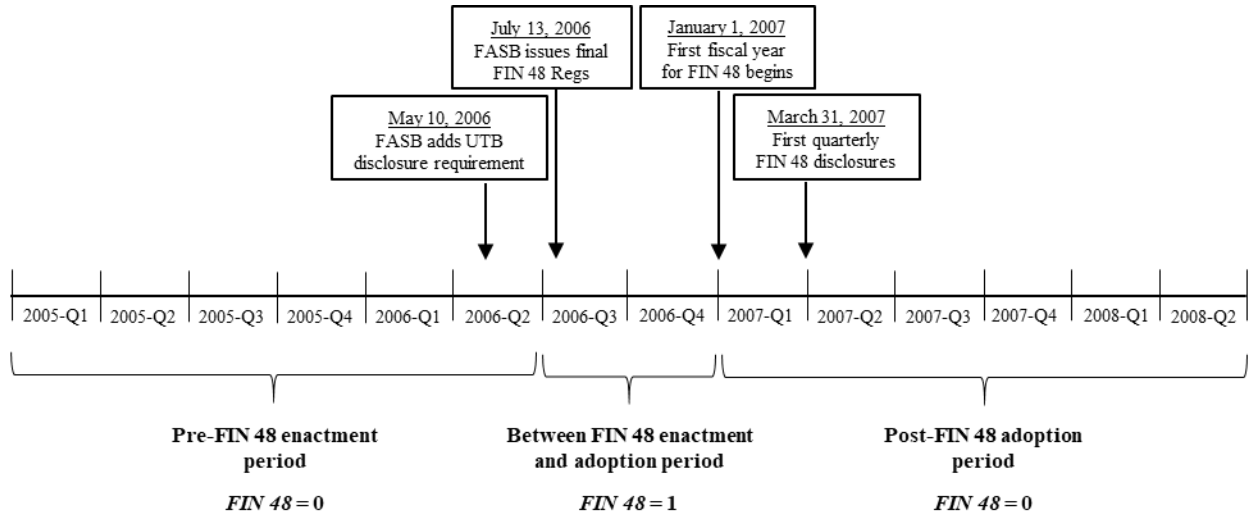 July 13, 2006
FASB issues final
FIN 48 Regs
January 1, 2007
First fiscal year
for FIN 48 begins
May 10, 2006
FASB adds UTB
disclosure requirement
March 31, 2007
First quarterly
FIN 48 disclosures
2005-Q1 2005-Q2 2005-Q3 2005-Q4 2006-Q1 2006-Q2 2006-Q3 2006-Q4 2007-Q1 2007-Q2 2007-Q3 2007-Q4 2008-Q1 2008-Q2
Pre-FIN 48 enactment
period
FIN 48 = 0
Between FIN 48 enactment
and adoption period
FIN 48 = 1
Post-FIN 48 adoption
period
FIN 48 = 0